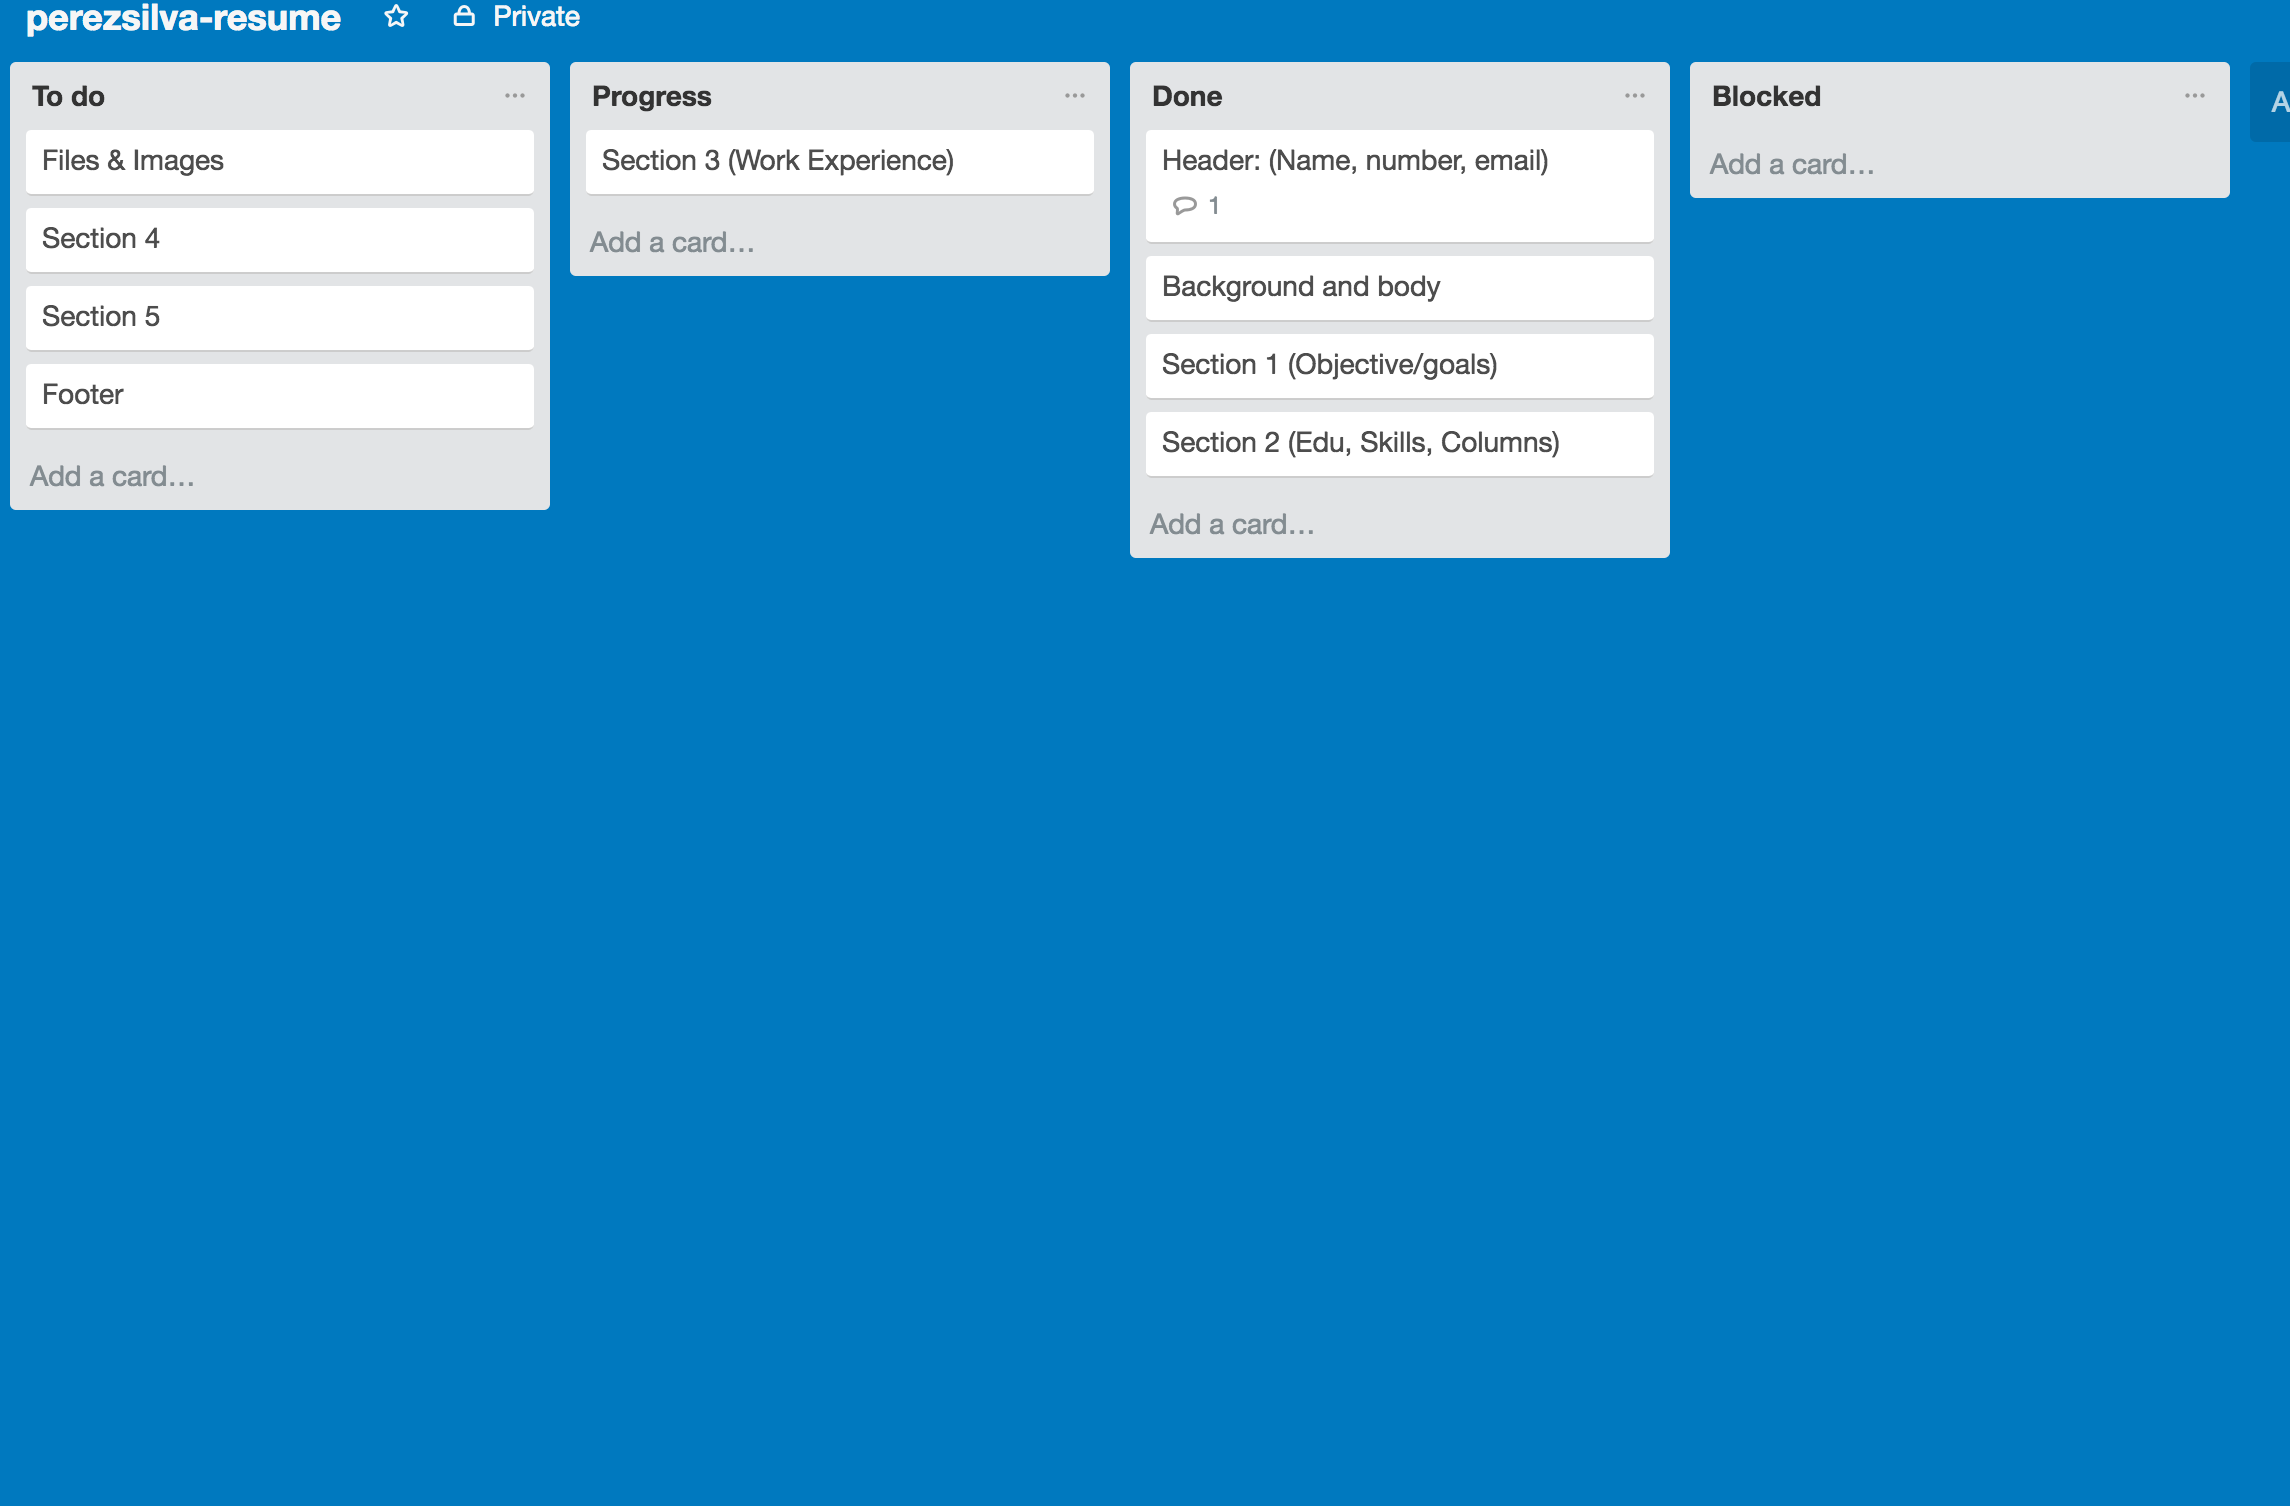 perezsilva-resume Private
To do
Files & Images
Section 4
Section 5
Footer
Add a card…
Progress
Section 3 (Work Experience)
Add a card…
Done
Header: (Name, number, email)
1
Background and body
Section 1 (Objective/goals)
Section 2 (Edu, Skills, Columns)
Add a card…
Blocked
Add a card…
A